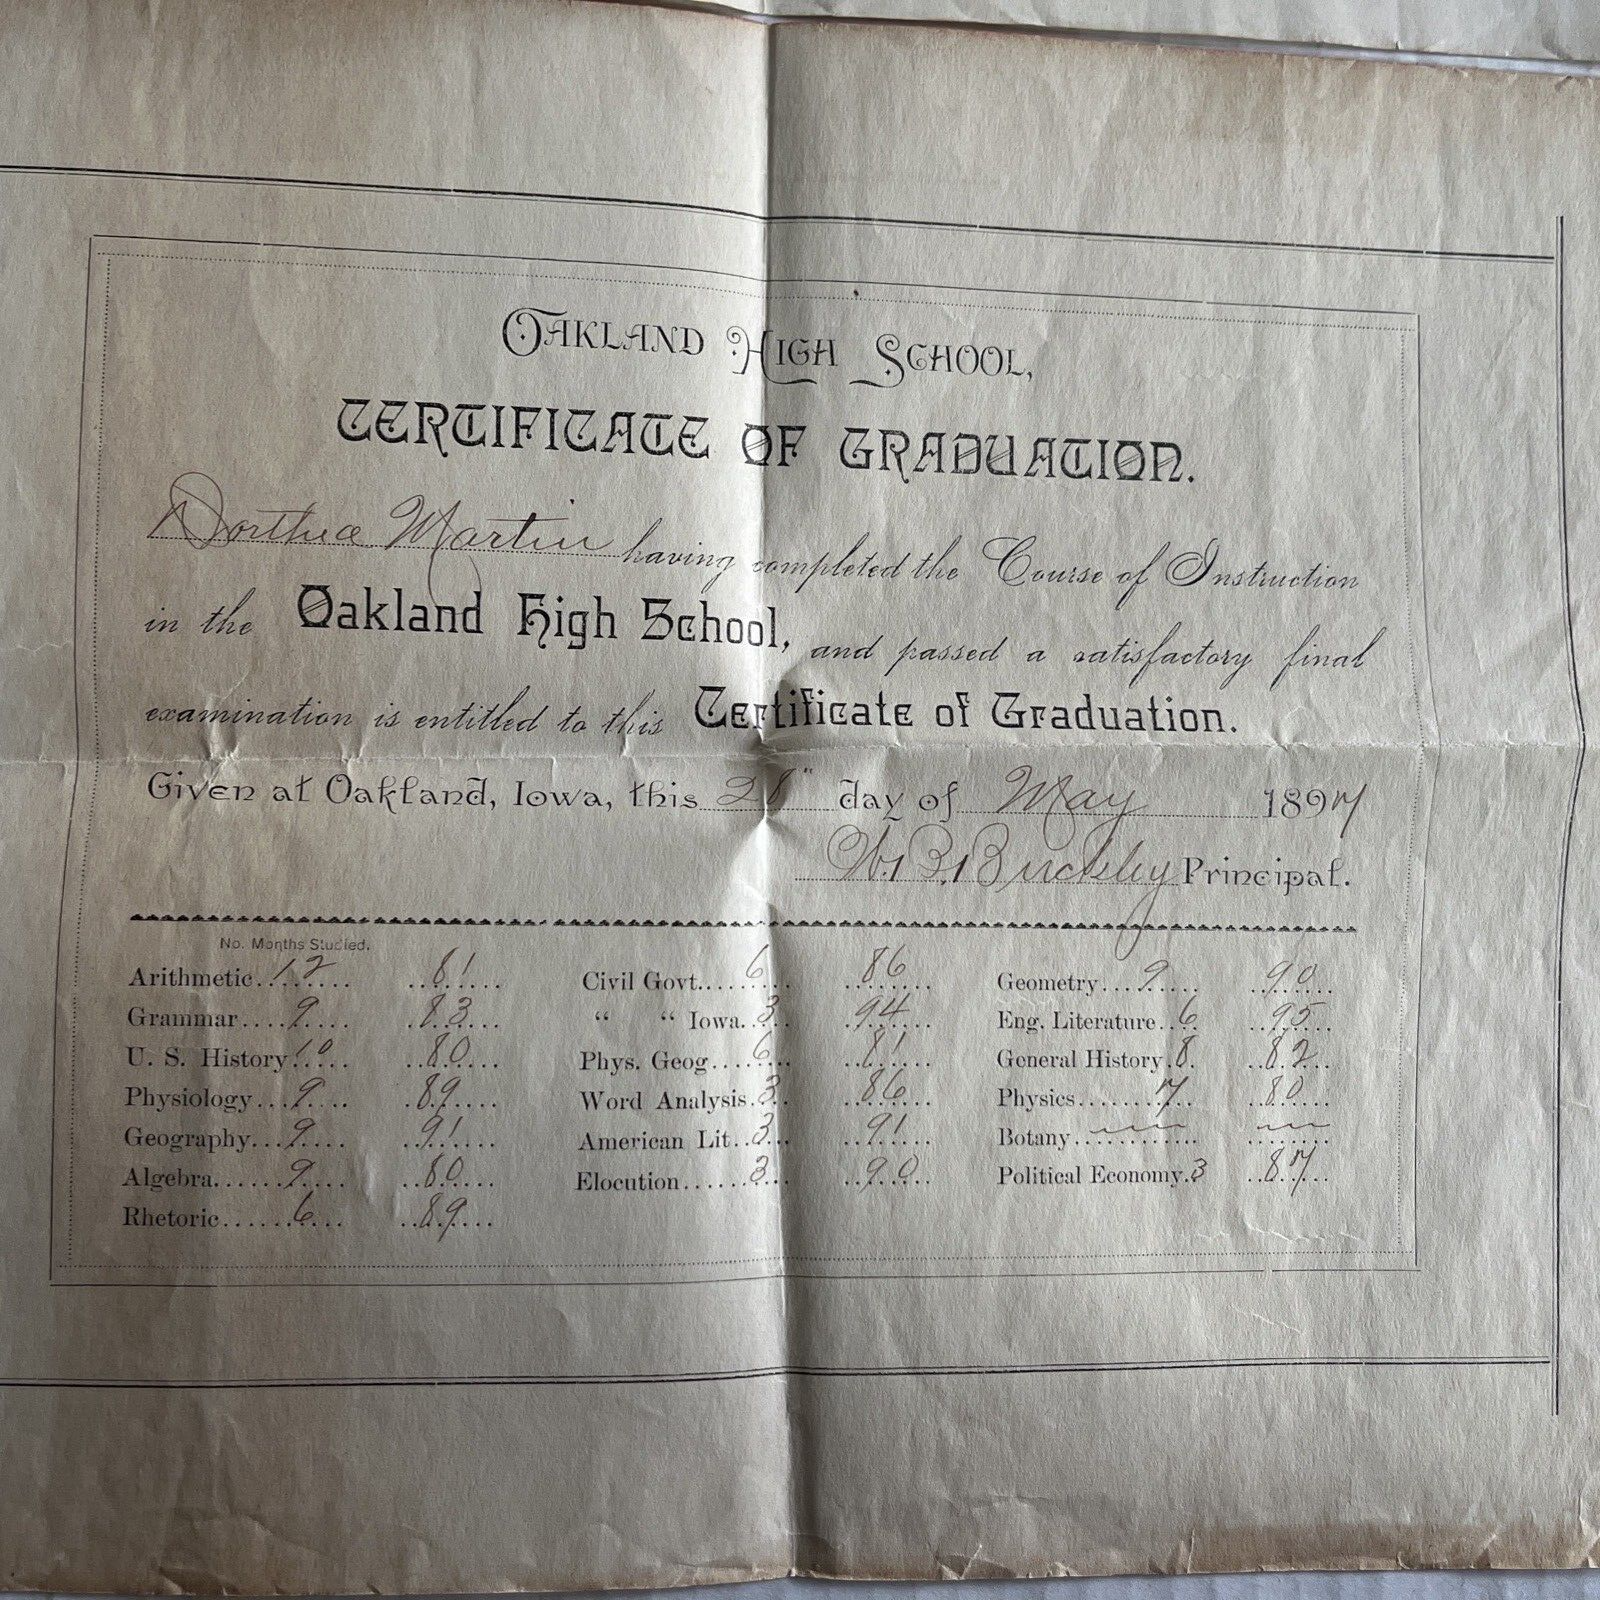 OAKLAND HIGH SCHOOL,
CERTIFICATE OF GRADUATION.
Dorthea Martin having completed the Course of Instruction
in the Oakland High School, and passed a satisfactory final
examination is entitled to this Certificate of Graduation.
Given at Oakland, Iowa, this 28" day of May 1897
W. B. Buckley Principal.
No. Months Studied.
Arithmetic.12 81 Civil Govt. 6 86 Geometry 9 90
Grammar 9 83 " " Iowa. 3 94 Eng. Literature 6 95
U. S. History 10 80 Phys. Geog 6 81 General History 8 82
Physiology 9 89 Word Analysis 3 86 Physics 7 80
Geography 9 91 American Lit 3 91 Botany
Algebra 9 80 Elocution 3 90 Political Economy 3 87
Rhetoric 6 89